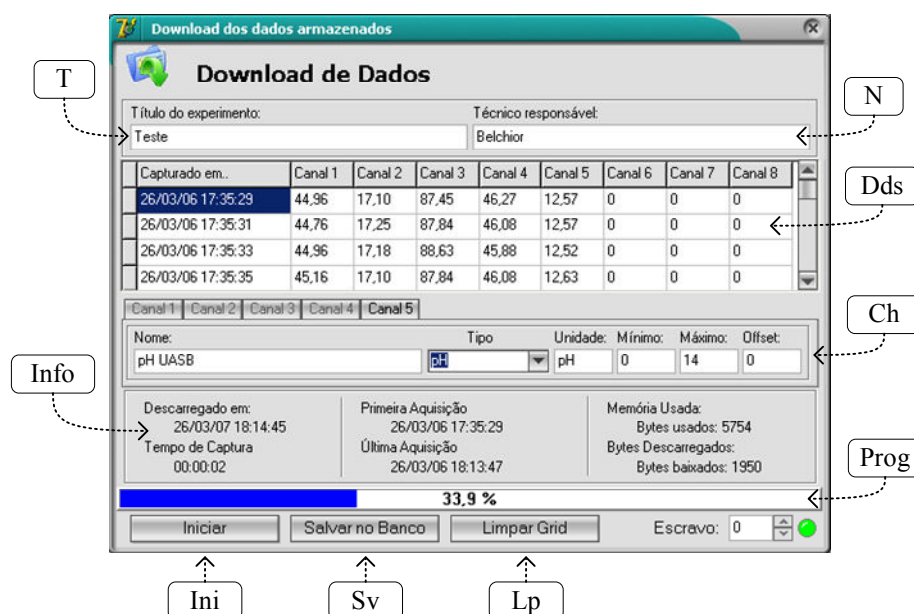 Download dos dados armazenados
Download de Dados
T
N
Título do experimento: Técnico responsável:
Teste Belchior
Capturado em.. Canal 1 Canal 2 Canal 3 Canal 4 Canal 5 Canal 6 Canal 7 Canal 8
26/03/06 17:35:29 44,96 17,10 87,45 46,27 12,57 0 0 0
Dds
26/03/06 17:35:31 44,76 17,25 87,84 46,08 12,57 0 0 0
26/03/06 17:35:33 44,96 17,18 88,63 45,88 12,52 0 0 0
26/03/06 17:35:35 45,16 17,10 87,84 46,08 12,63 0 0 0
Canal 1 Canal 2 Canal 3 Canal 4 Canal 5
Ch
Nome: Tipo Unidade: Mínimo: Máximo: Offset:
pH UASB pH pH 0 14 0
Info
Descarregado em: Primeira Aquisição Memória Usada:
26/03/07 18:14:45 26/03/06 17:35:29 Bytes usados: 5754
Tempo de Captura Última Aquisição Bytes Descarregados:
00:00:02 26/03/06 18:13:47 Bytes baixados: 1950
Prog
33,9 %
Iniciar Salvar no Banco Limpar Grid Escravo: 0
Ini Sv Lp